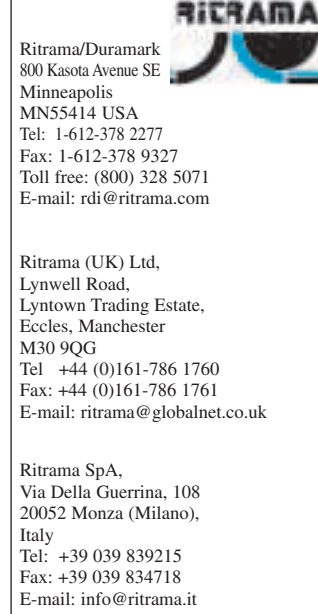 RITRAMA
Ritrama/Duramark
800 Kasota Avenue SE
Minneapolis
MN55414 USA
Tel: 1-612-378 2277
Fax: 1-612-378 9327
Toll free: (800) 328 5071
E-mail: rdi@ritrama.com
Ritrama (UK) Ltd,
Lynwell Road,
Lyntown Trading Estate,
Eccles, Manchester
M30 9QG
Tel +44 (0)161-786 1760
Fax: +44 (0)161-786 1761
E-mail: ritrama@globalnet.co.uk
Ritrama SpA,
Via Della Guerrina, 108
20052 Monza (Milano),
Italy
Tel: +39 039 839215
Fax: +39 039 834718
E-mail: info@ritrama.it